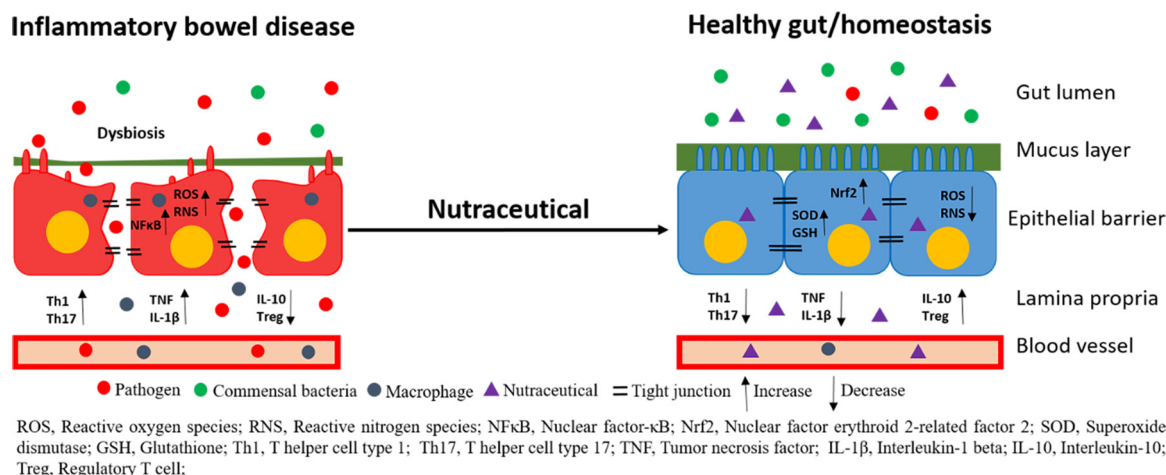 Inflammatory bowel disease
Healthy gut/homeostasis
Dysbiosis
ROS
RNS
NFκB
Th1
Th17
TNF
IL-1β
IL-10
Treg
Nutraceutical
Nrf2
SOD
GSH
ROS
RNS
Th1
Th17
TNF
IL-1β
IL-10
Treg
Gut lumen
Mucus layer
Epithelial barrier
Lamina propria
Blood vessel
Pathogen Commensal bacteria Macrophage Nutraceutical Tight junction Increase Decrease
ROS, Reactive oxygen species; RNS, Reactive nitrogen species; NFκB, Nuclear factor-κB; Nrf2, Nuclear factor erythroid 2-related factor 2; SOD, Superoxide
dismutase; GSH, Glutathione; Th1, T helper cell type 1; Th17, T helper cell type 17; TNF, Tumor necrosis factor; IL-1β, Interleukin-1 beta; IL-10, Interleukin-10;
Treg, Regulatory T cell;